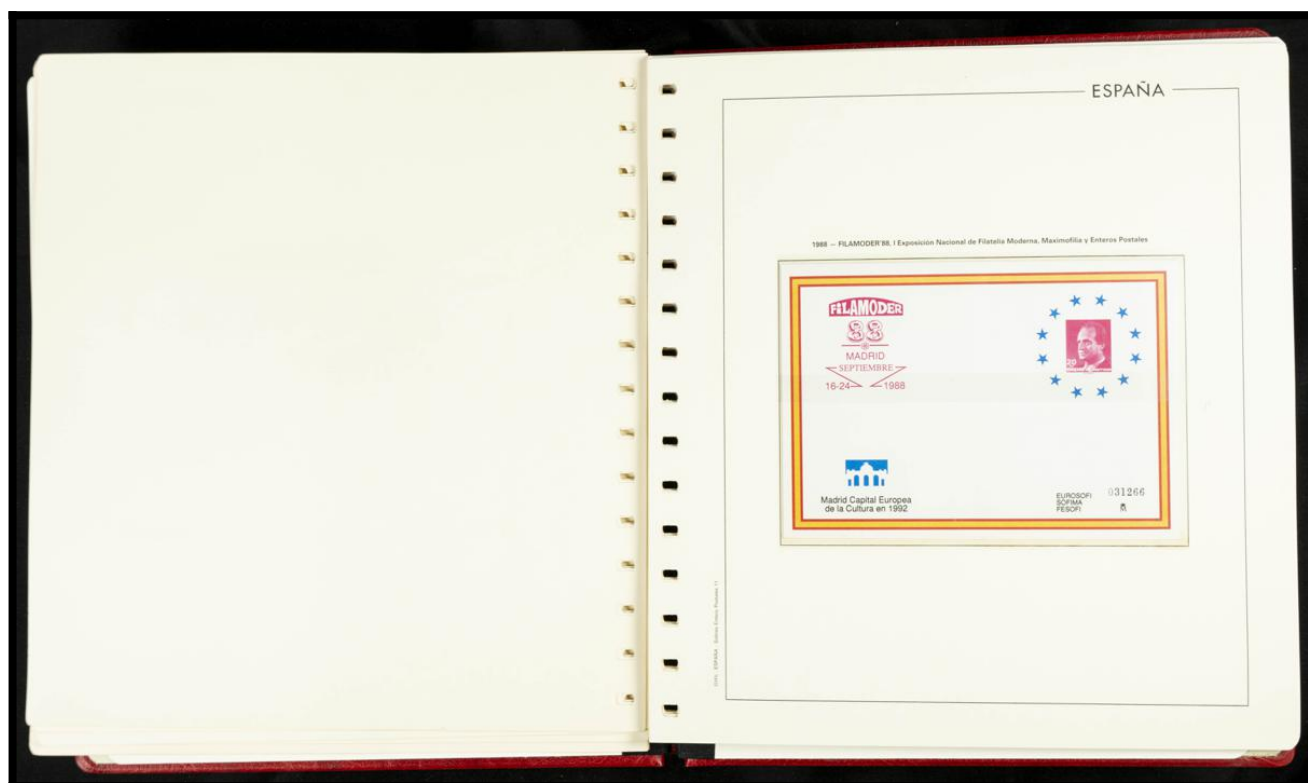 ESPAÑA
1988 — FILAMODER'88, I Exposición Nacional de Filatelia Moderna, Maximofilia y Enteros Postales
FILAMODER
88
MADRID
SEPTIEMBRE
16-24 1988
20
Madrid Capital Europea
de la Cultura en 1992
EUROSOFI
SOFIMA
FESOFI
031266
M